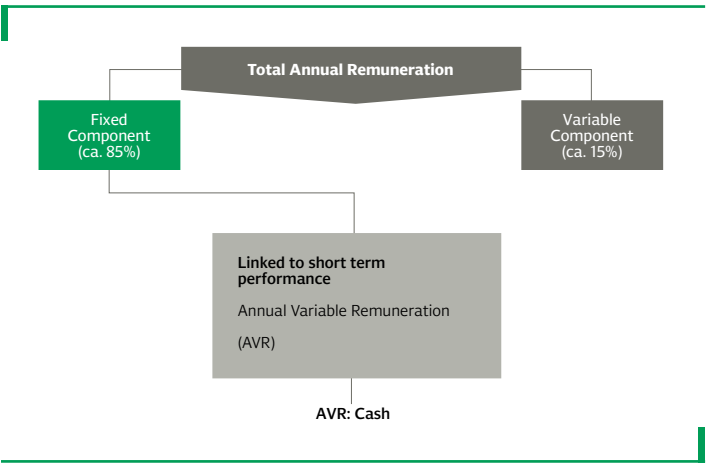 Total Annual Remuneration
Fixed
Component
(ca. 85%)
Variable
Component
(ca. 15%)
Linked to short term
performance
Annual Variable Remuneration
(AVR)
AVR: Cash